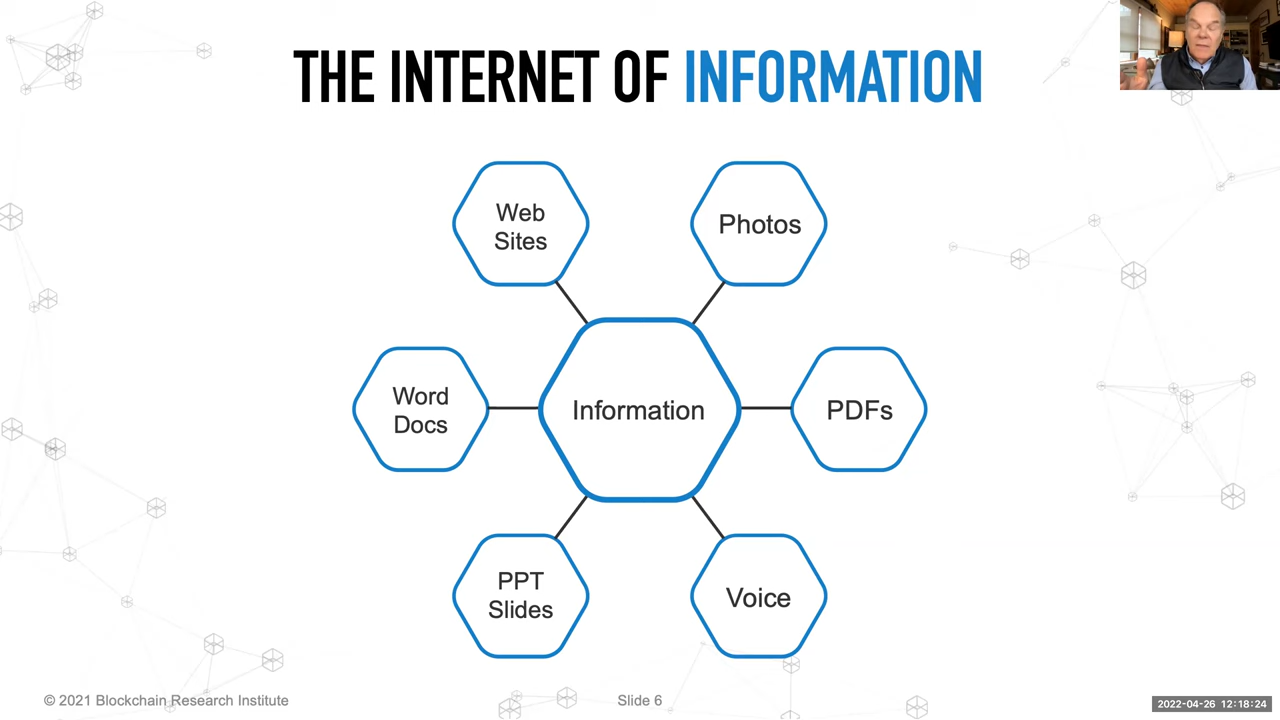 THE INTERNET OF INFORMATION
Web
Sites
Photos
Word
Docs
Information
PDFs
PPT
Slides
Voice
© 2021 Blockchain Research Institute
Slide 6
2022-04-26 12:18:24